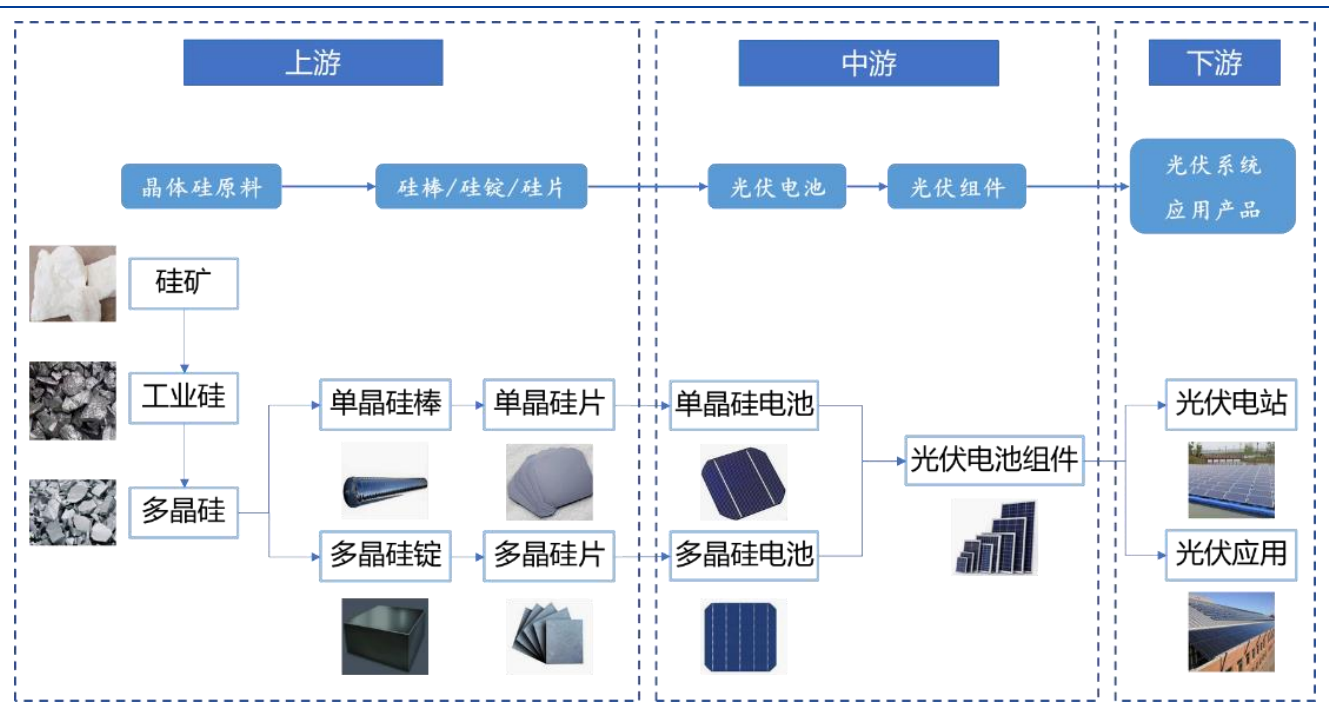 上游
中游
下游
晶体硅原料
硅棒/硅锭/硅片
光伏电池
光伏组件
光伏系统
应用产品
硅矿
工业硅
单晶硅棒
单晶硅片
单晶硅电池
光伏电站
光伏电池组件
多晶硅
多晶硅锭
多晶硅片
多晶硅电池
光伏应用